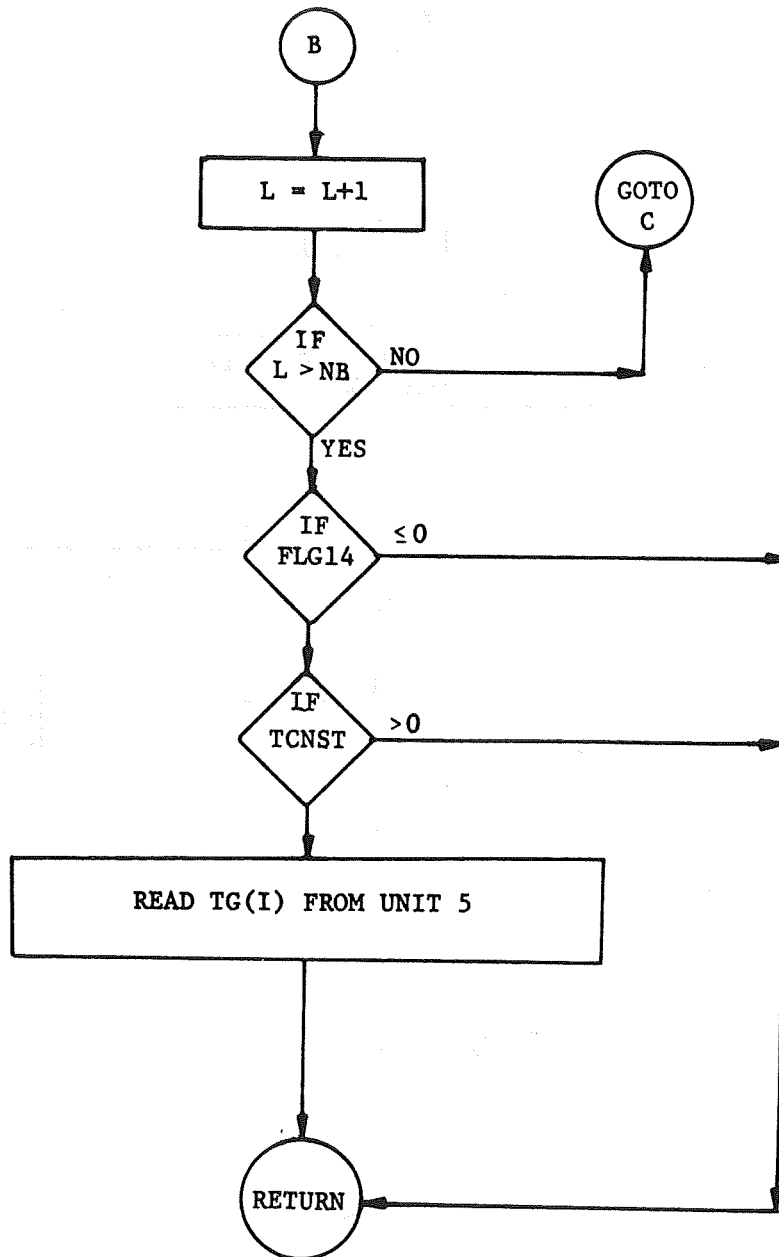 B
L = L+1
GOTO
C
IF
L > NB
NO
YES
IF
FLG14
≤0
IF
TCNST
>0
READ TG(I) FROM UNIT 5
RETURN